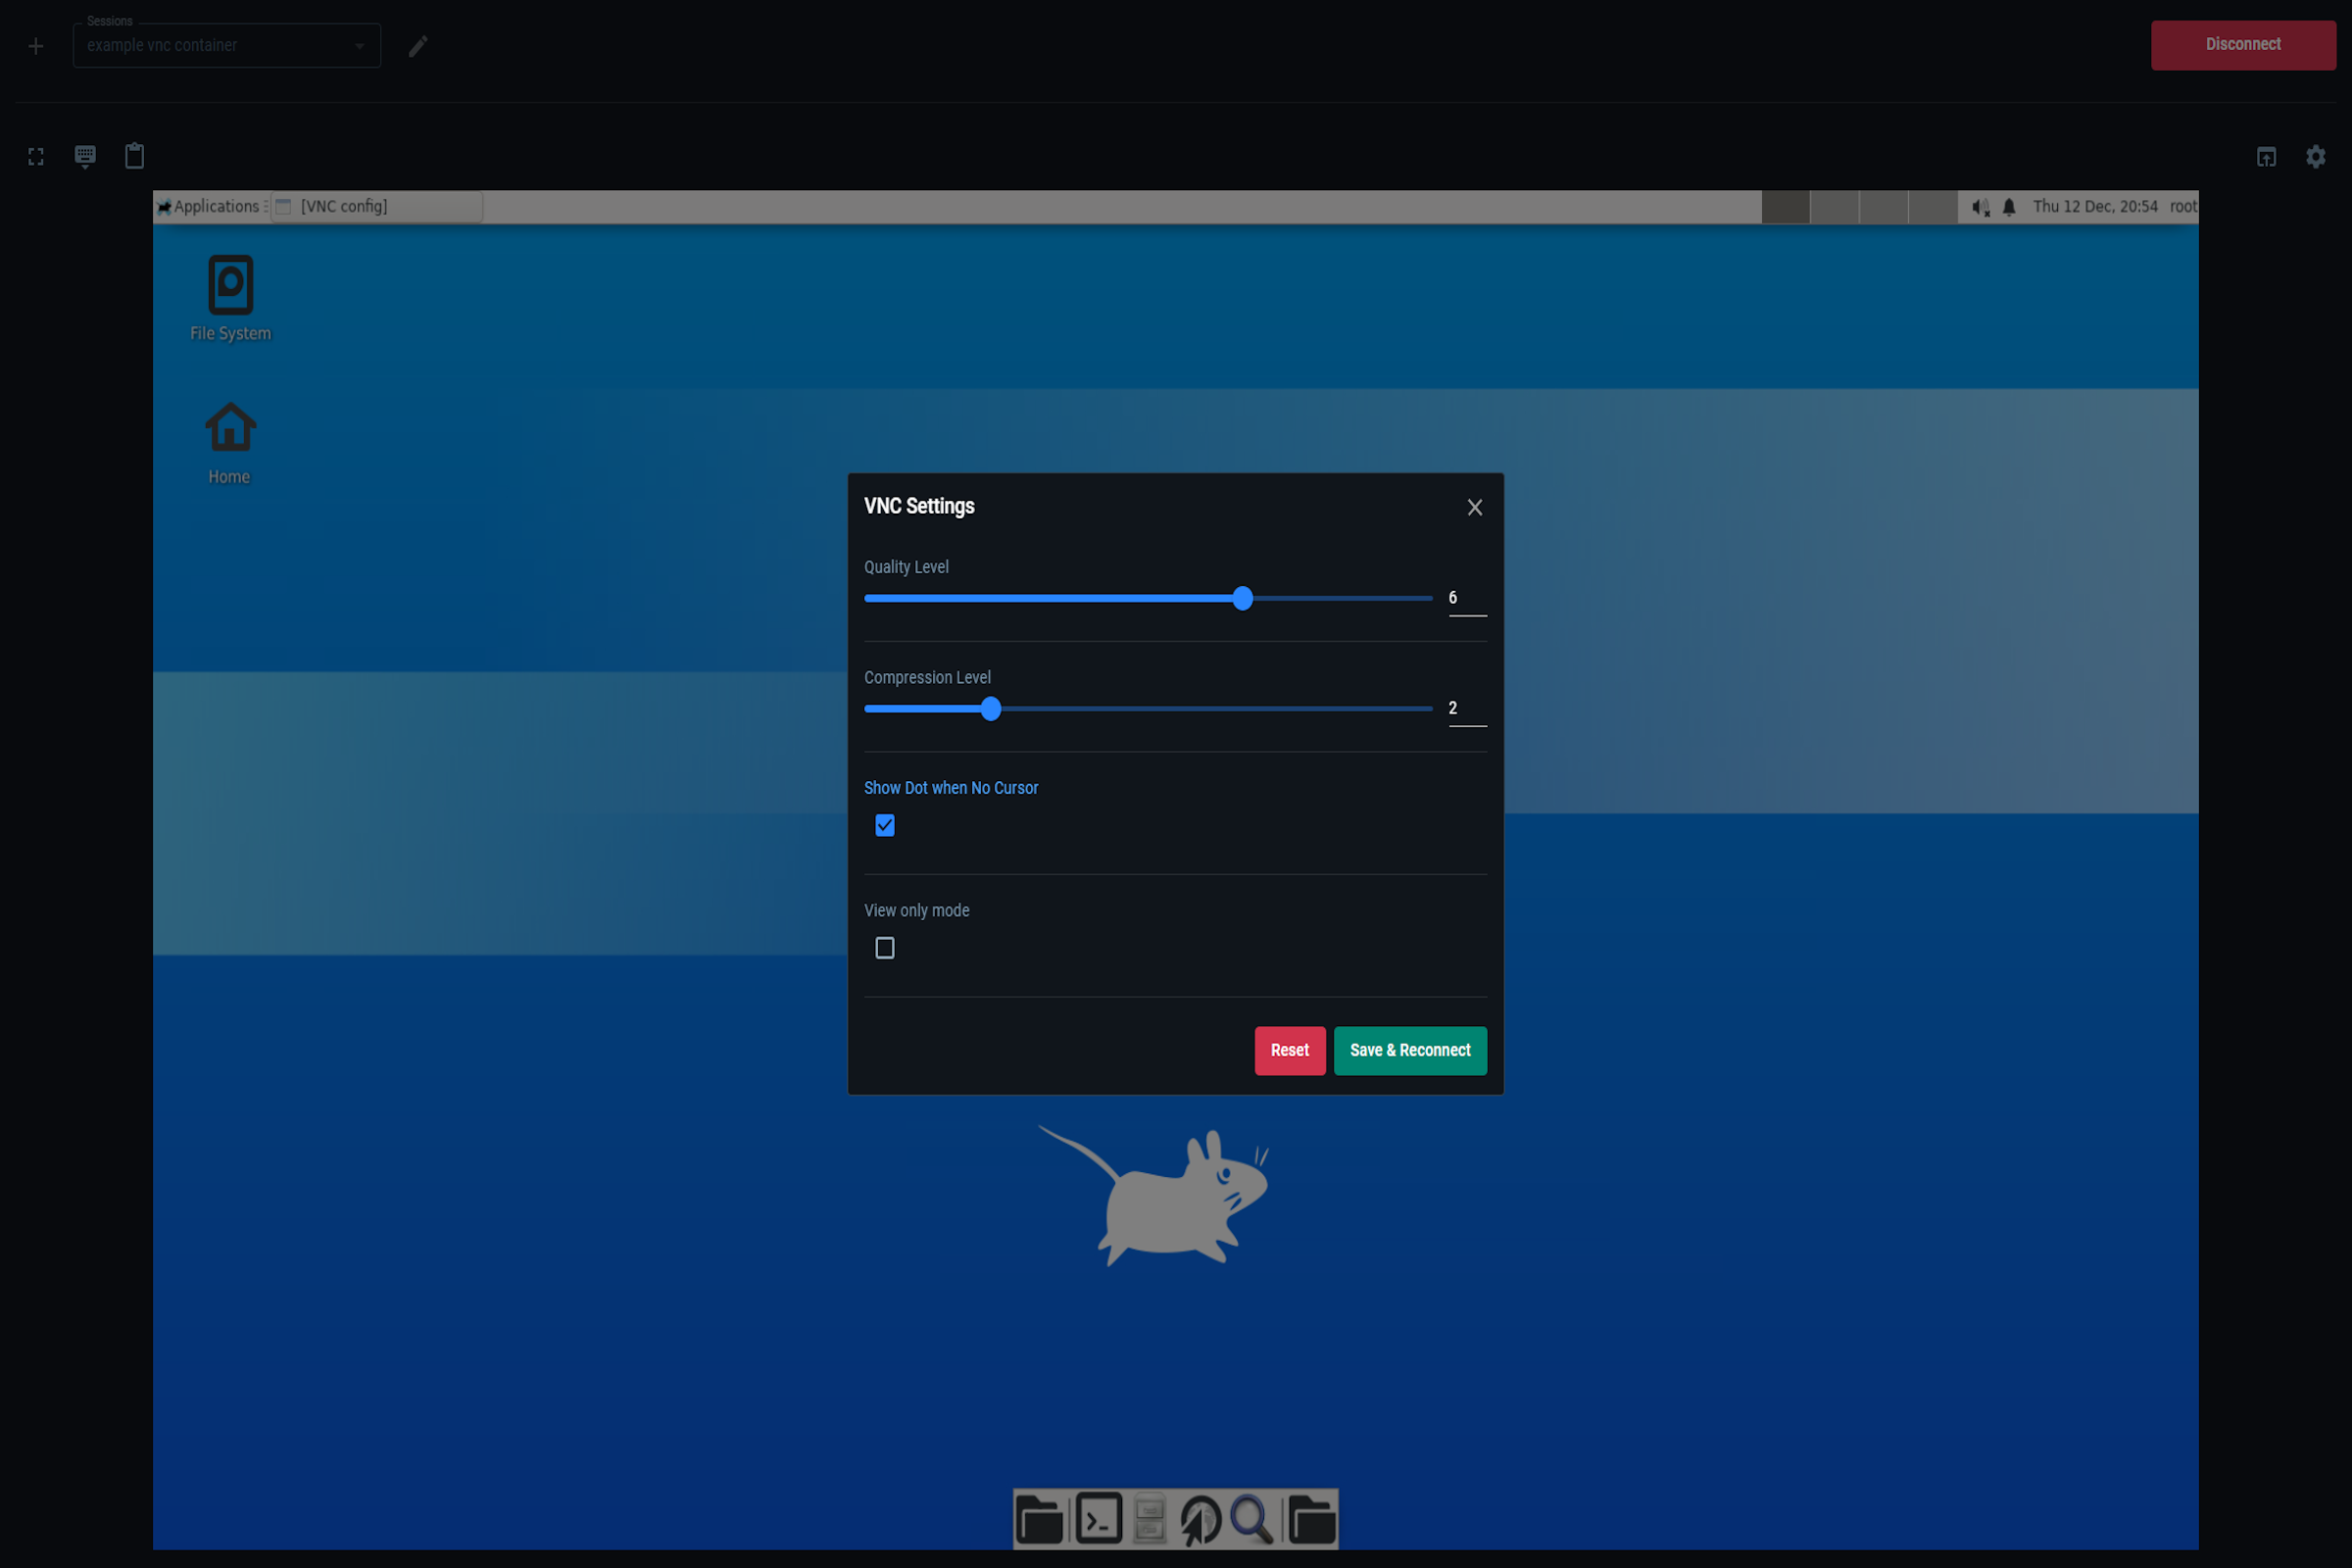 Sessions
example vnc container
Disconnect
Applications [VNC config] Thu 12 Dec, 20:54 root
File System
Home
VNC Settings
Quality Level
6
Compression Level
2
Show Dot when No Cursor
View only mode
Reset Save & Reconnect